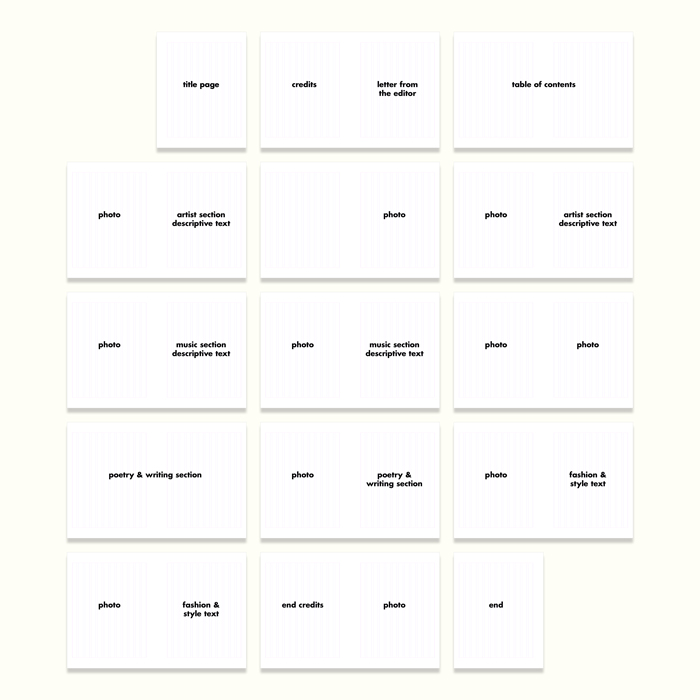 title page
credits
letter from
the editor
table of contents
photo
artist section
descriptive text
photo
photo
artist section
descriptive text
photo
music section
descriptive text
photo
music section
descriptive text
photo
photo
poetry & writing section
photo
poetry &
writing section
photo
fashion &
style text
photo
fashion &
style text
end credits
photo
end